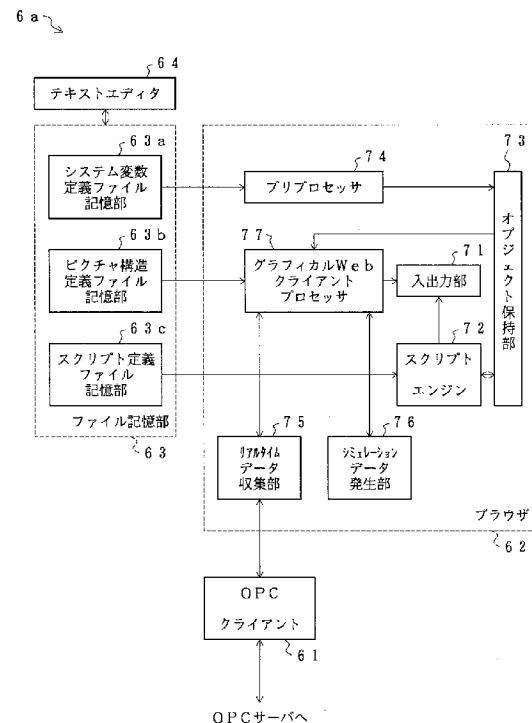 6a
64
テキストエディタ
63a
システム変数
定義ファイル
記憶部
63b
ピクチャ構造
定義ファイル
記憶部
63c
スクリプト定義
ファイル
記憶部
ファイル記憶部
63
73
オブジェクト保持部
74
プリプロセッサ
77
グラフィカルWeb
クライアント
プロセッサ
71
入出力部
72
スクリプト
エンジン
75
リアルタイム
データ
収集部
76
シミュレーション
データ
発生部
ブラウザ
62
OPC
クライアント
61
OPCサーバへ